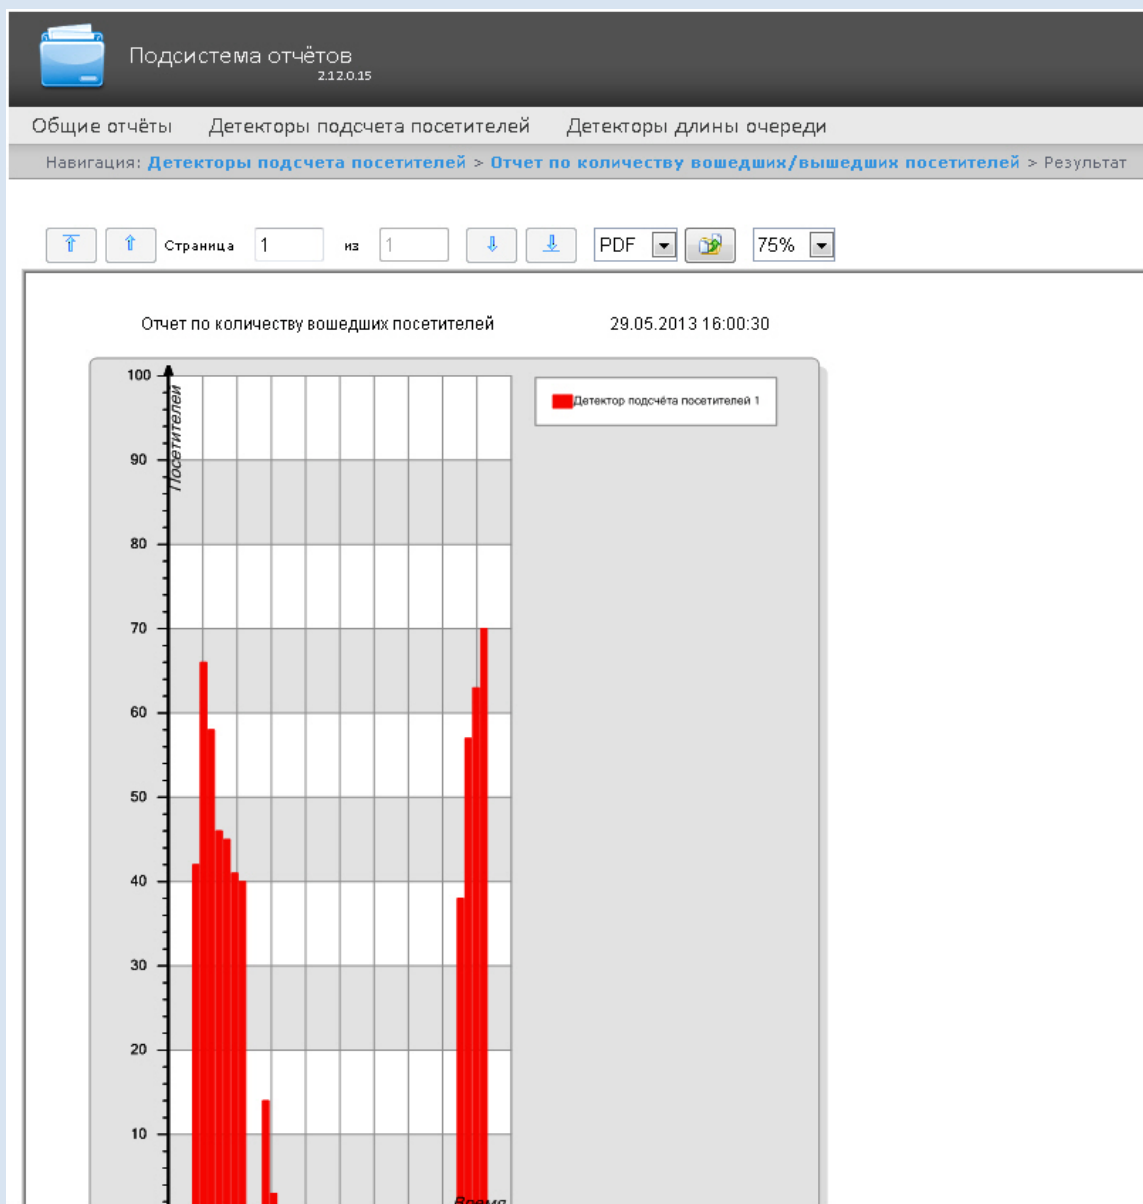 Подсистема отчётов
2.12.0.15
Общие отчёты Детекторы подсчета посетителей Детекторы длины очереди
Навигация: Детекторы подсчета посетителей > Отчет по количеству вошедших/вышедших посетителей > Результат
Страница 1 из 1 PDF 75%
Отчет по количеству вошедших посетителей 29.05.2013 16:00:30
100
Посетителей
Детектор подсчёта посетителей 1
90
80
70
60
50
40
30
20
10
Время